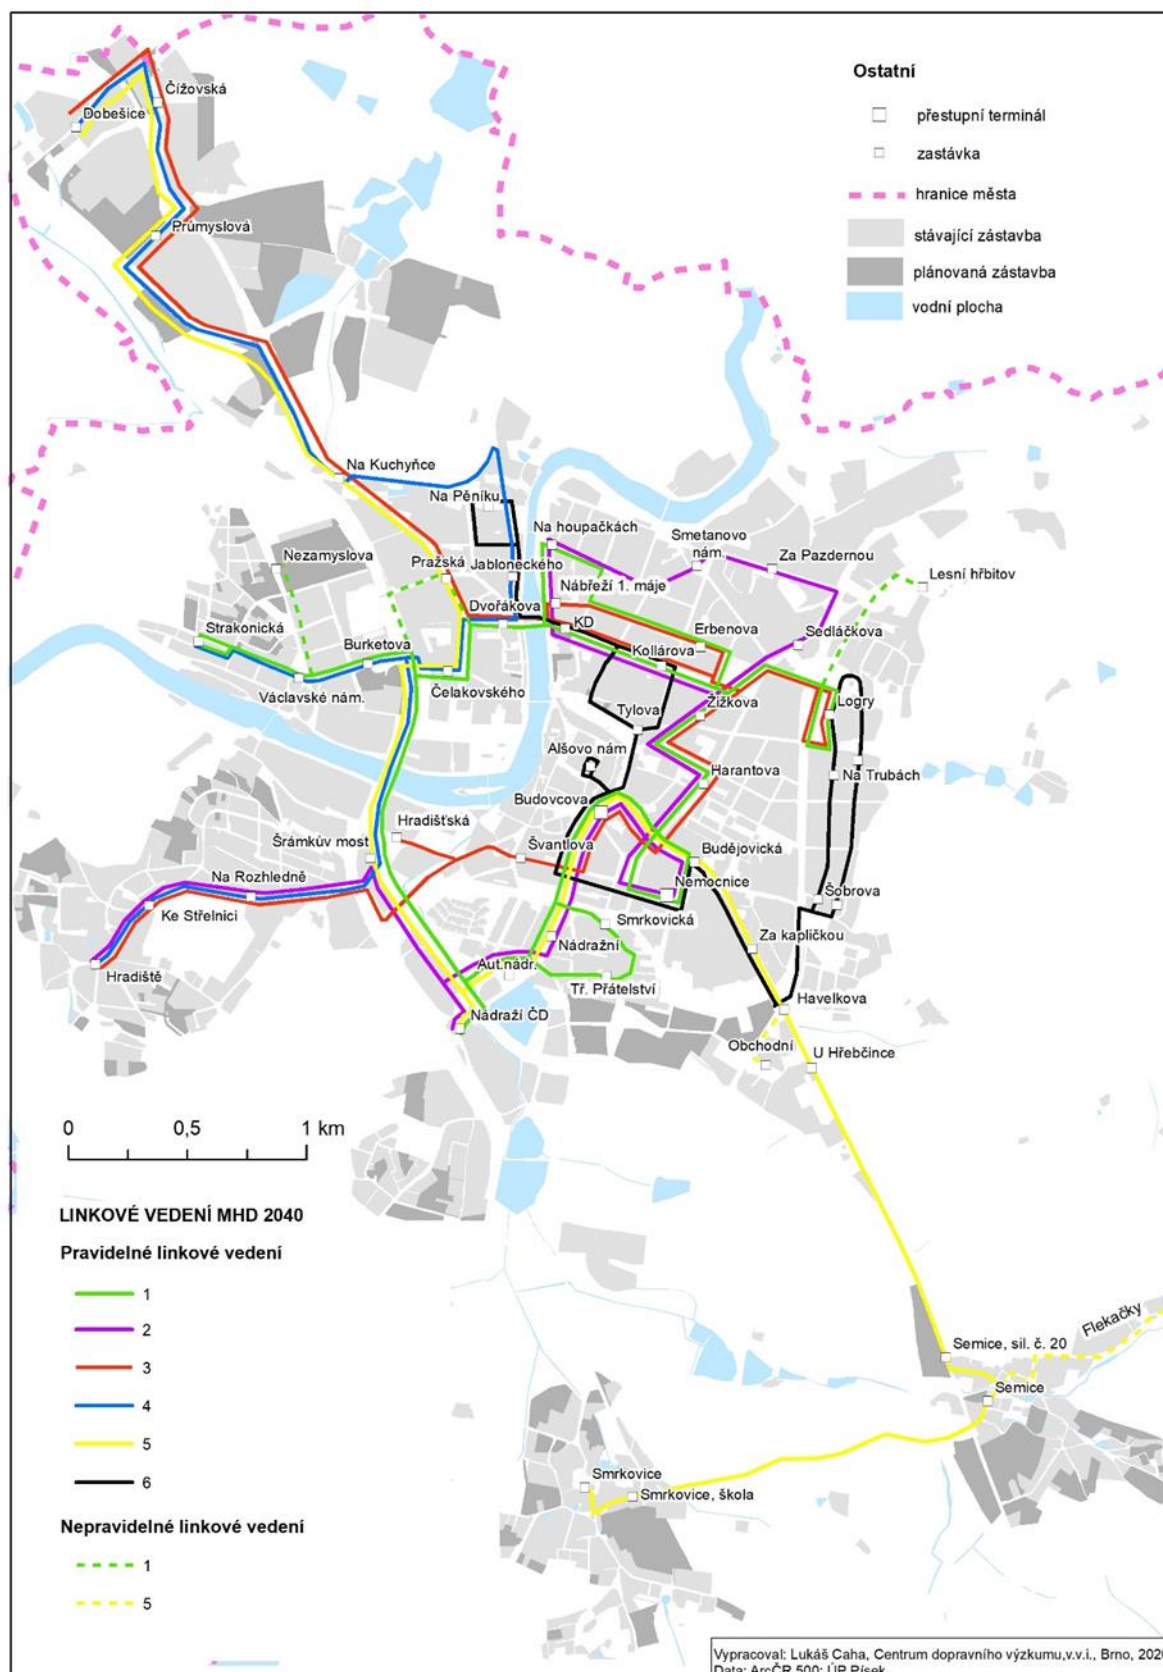 Ostatní
přestupní terminál
zastávka
hranice města
stávající zástavba
plánovaná zástavba
vodní plocha
Čížovská
Dobešice
Průmyslová
Na Kuchyňce
Na Pěníku
Na houpačkách
Smetanovo
nám.
Za Pazdernou
Nezamyslova
Pražská
Jabloneckého
Nábřeží 1. máje
Lesní hřbitov
Dvořákova
KD
Strakonická
Burketova
Erbenova
Sedláčkova
Kollárova
Čelakovského
Václavské nám.
Žižkova
Logry
Tylova
Alšovo nám
Harantova
Na Trubách
Budovcova
Hradišťská
Šrámkův most
Švantlova
Budějovická
Na Rozhledně
Nemocnice
Šobrova
Ke Střelnici
Smrkovická
Za kapličkou
Nádražní
Hradiště
Aut.nádr.
Tř. Přátelství
Havelkova
Nádraží ČD
Obchodní
U Hřebčince
0 0,5 1 km
LINKOVÉ VEDENÍ MHD 2040
Pravidelné linkové vedení
1
2
3
4
5
6
Nepravidelné linkové vedení
1
5
Flekačky
Semice, sil. č. 20
Semice
Smrkovice
Smrkovice, škola
Vypracoval: Lukáš Caha, Centrum dopravního výzkumu,v.v.i., Brno, 2020
Data: ArcČR 500; ÚP Písek